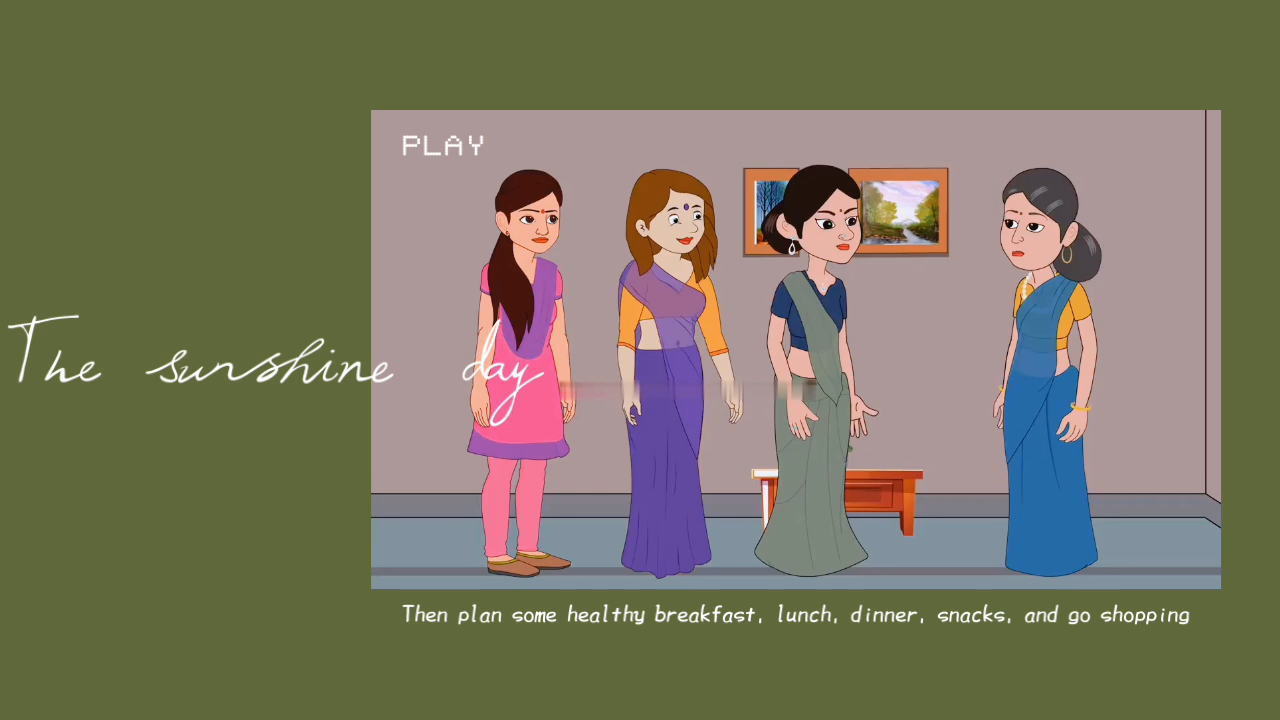 PLAY
The sunshine day
Then plan some healthy breakfast, lunch, dinner, snacks, and go shopping